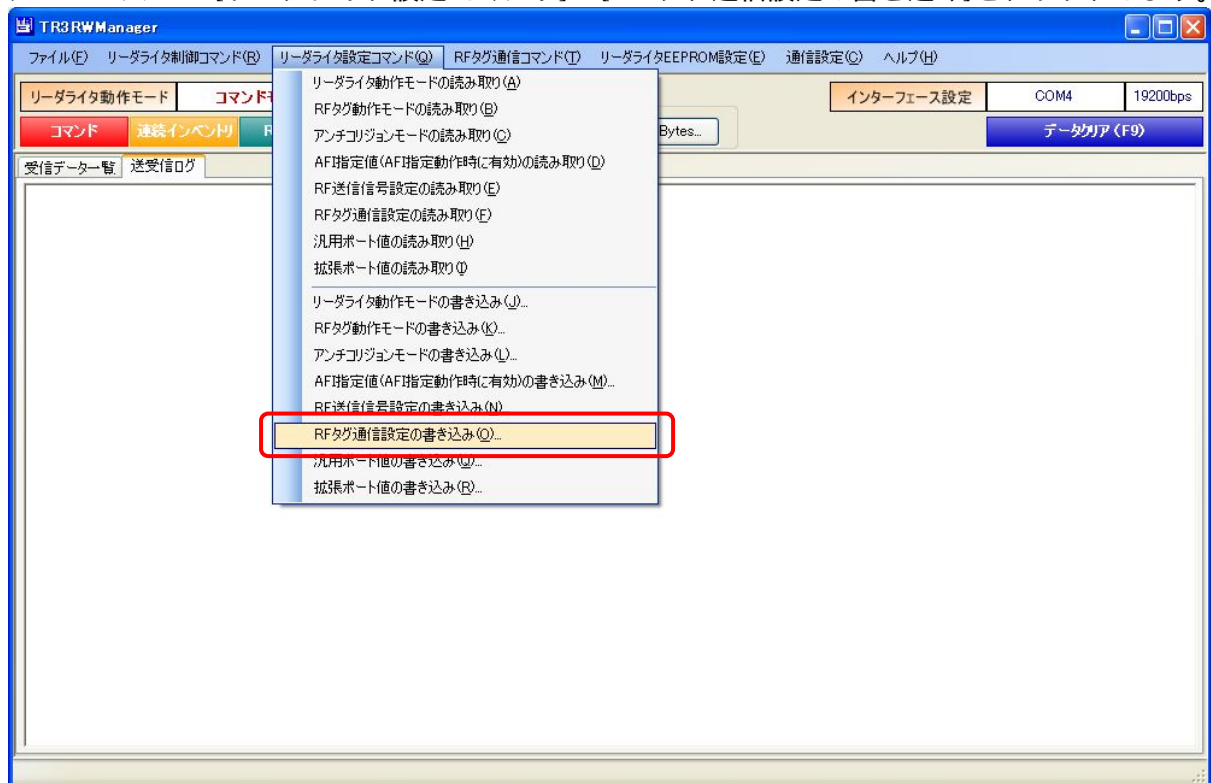 TR3RWManager
ファイル(F) リーダライタ制御コマンド(R) リーダライタ設定コマンド(Q) RFタグ通信コマンド(T) リーダライタEEPROM設定(E) 通信設定(C) ヘルプ(H)
リーダライタ動作モード コマンドモ インターフェース設定 COM4 19200bps
コマンド 連続インベントリ R Bytes... データクリア(F9)
受信データ一覧 送受信ログ
リーダライタ動作モードの読み取り(A)
RFタグ動作モードの読み取り(B)
アンチコリジョンモードの読み取り(C)
AFI指定値(AFI指定動作時に有効)の読み取り(D)
RF送信信号設定の読み取り(E)
RFタグ通信設定の読み取り(F)
汎用ポート値の読み取り(H)
拡張ポート値の読み取り(I)
リーダライタ動作モードの書き込み(J)...
RFタグ動作モードの書き込み(K)...
アンチコリジョンモードの書き込み(L)...
AFI指定値(AFI指定動作時に有効)の書き込み(M)...
RF送信信号設定の書き込み(N)
RFタグ通信設定の書き込み(O)...
汎用ポート値の書き込み(Q)...
拡張ポート値の書き込み(R)...